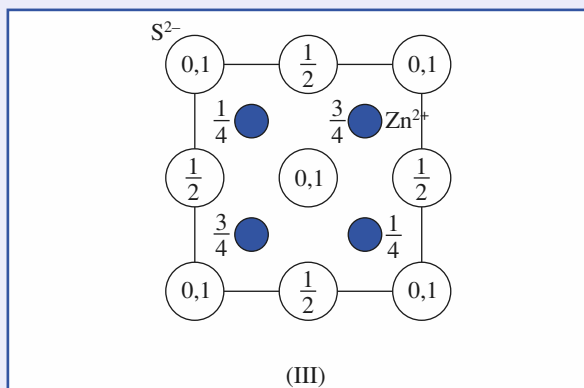 S²⁻
0,1 1/2 0,1
1/4 3/4 Zn²⁺
1/2 0,1 1/2
3/4 1/4
0,1 1/2 0,1
(III)